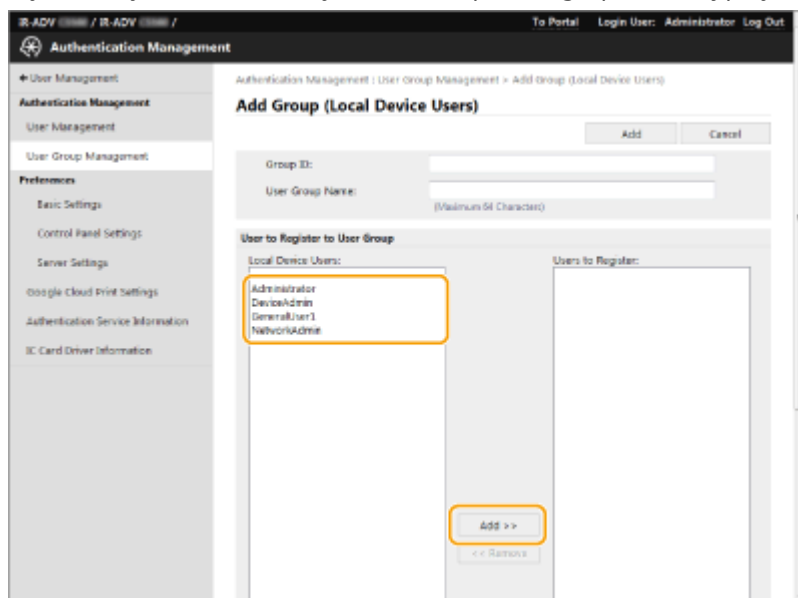 iR-ADV / iR-ADV /
To Portal Login User: Administrator Log Out
Authentication Management
User Management
Authentication Management : User Group Management > Add Group (Local Device Users)
Authentication Management
User Management
User Group Management
Preferences
Basic Settings
Control Panel Settings
Server Settings
Google Cloud Print Settings
Authentication Service Information
IC Card Driver Information
Add Group (Local Device Users)
Add Cancel
Group ID:
User Group Name:
(Maximum 64 Characters)
User to Register to User Group
Local Device Users:
Users to Register:
Administrator
DeviceAdmin
GeneralUser1
NetworkAdmin
Add >>
<< Remove